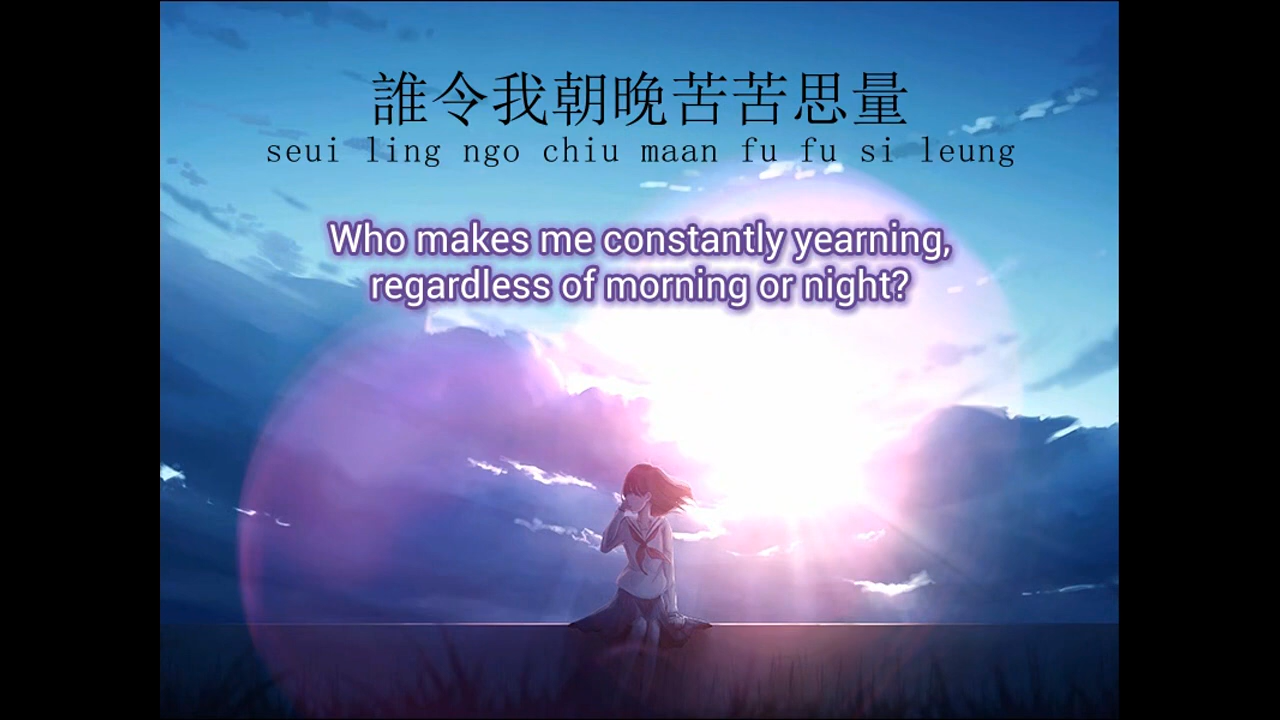 誰令我朝晚苦苦思量
seui ling ngo chiu maan fu fu si leung
Who makes me constantly yearning,
regardless of morning or night?